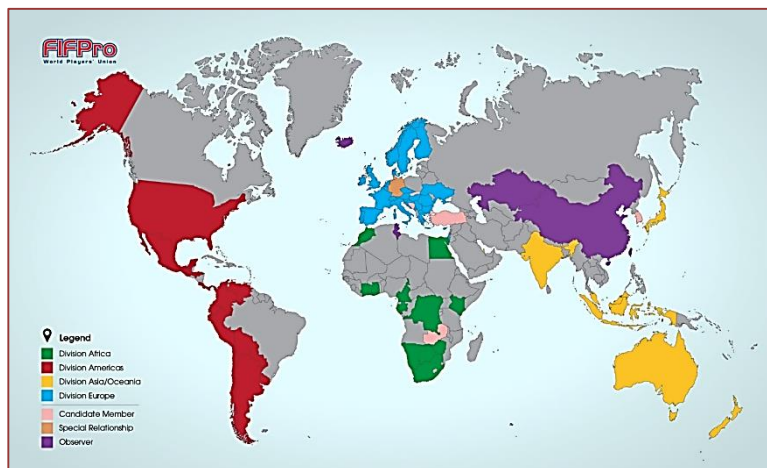 FIFPro
World Players' Union
Legend
Division Africa
Division Americas
Division Asia/Oceania
Division Europe
Candidate Member
Special Relationship
Observer